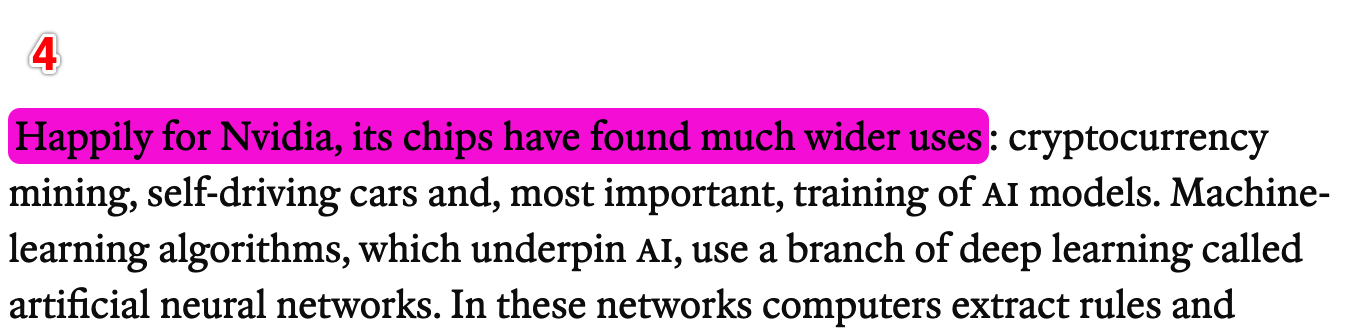 4
Happily for Nvidia, its chips have found much wider uses: cryptocurrency
mining, self-driving cars and, most important, training of AI models. Machine-
learning algorithms, which underpin AI, use a branch of deep learning called
artificial neural networks. In these networks computers extract rules and